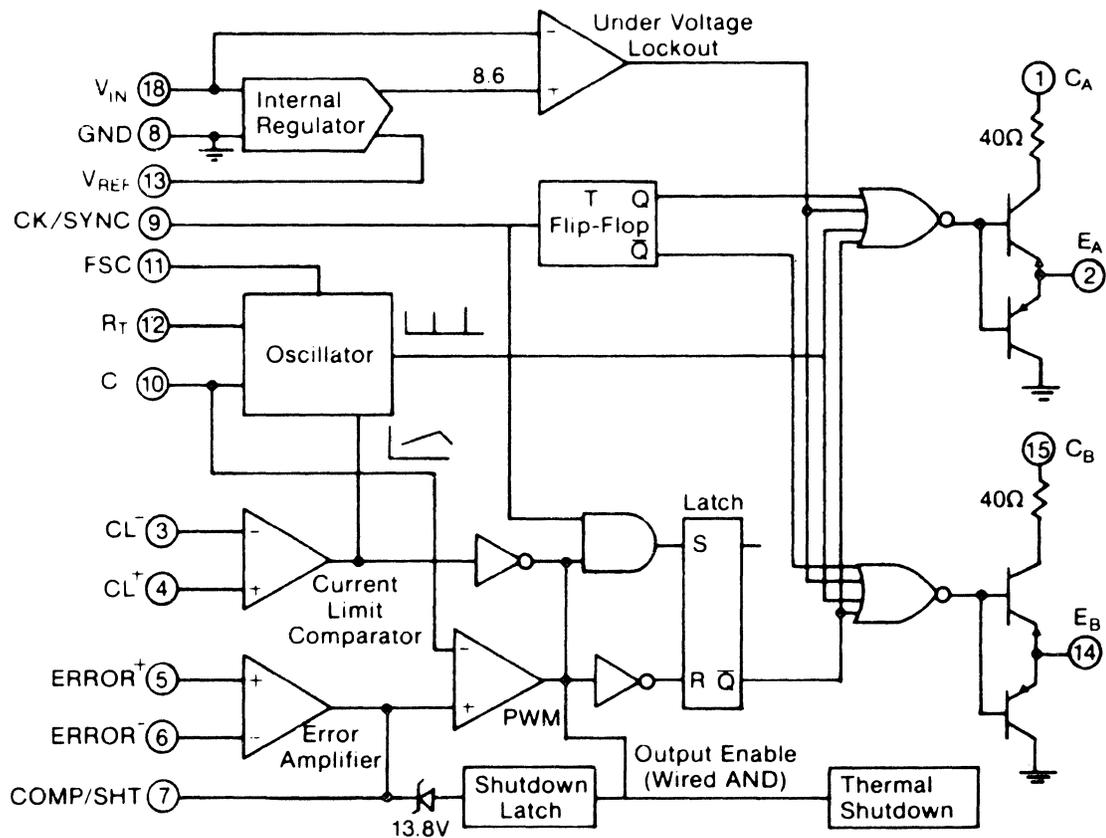 Under Voltage
Lockout
V_IN 18
8.6
Internal
Regulator
GND 8
V_REF 13
CK/SYNC 9
T Q
Flip-Flop
Q̅
FSC 11
R_T 12
Oscillator
C 10
1 C_A
40Ω
E_A
2
15 C_B
40Ω
E_B
14
CL⁻ 3
CL⁺ 4
−
+
Current
Limit
Comparator
Latch
S
R Q̅
ERROR⁺ 5
ERROR⁻ 6
+
−
Error
Amplifier
−
+
PWM
−
+
Output Enable
(Wired AND)
COMP/SHT 7
13.8V
Shutdown
Latch
Thermal
Shutdown